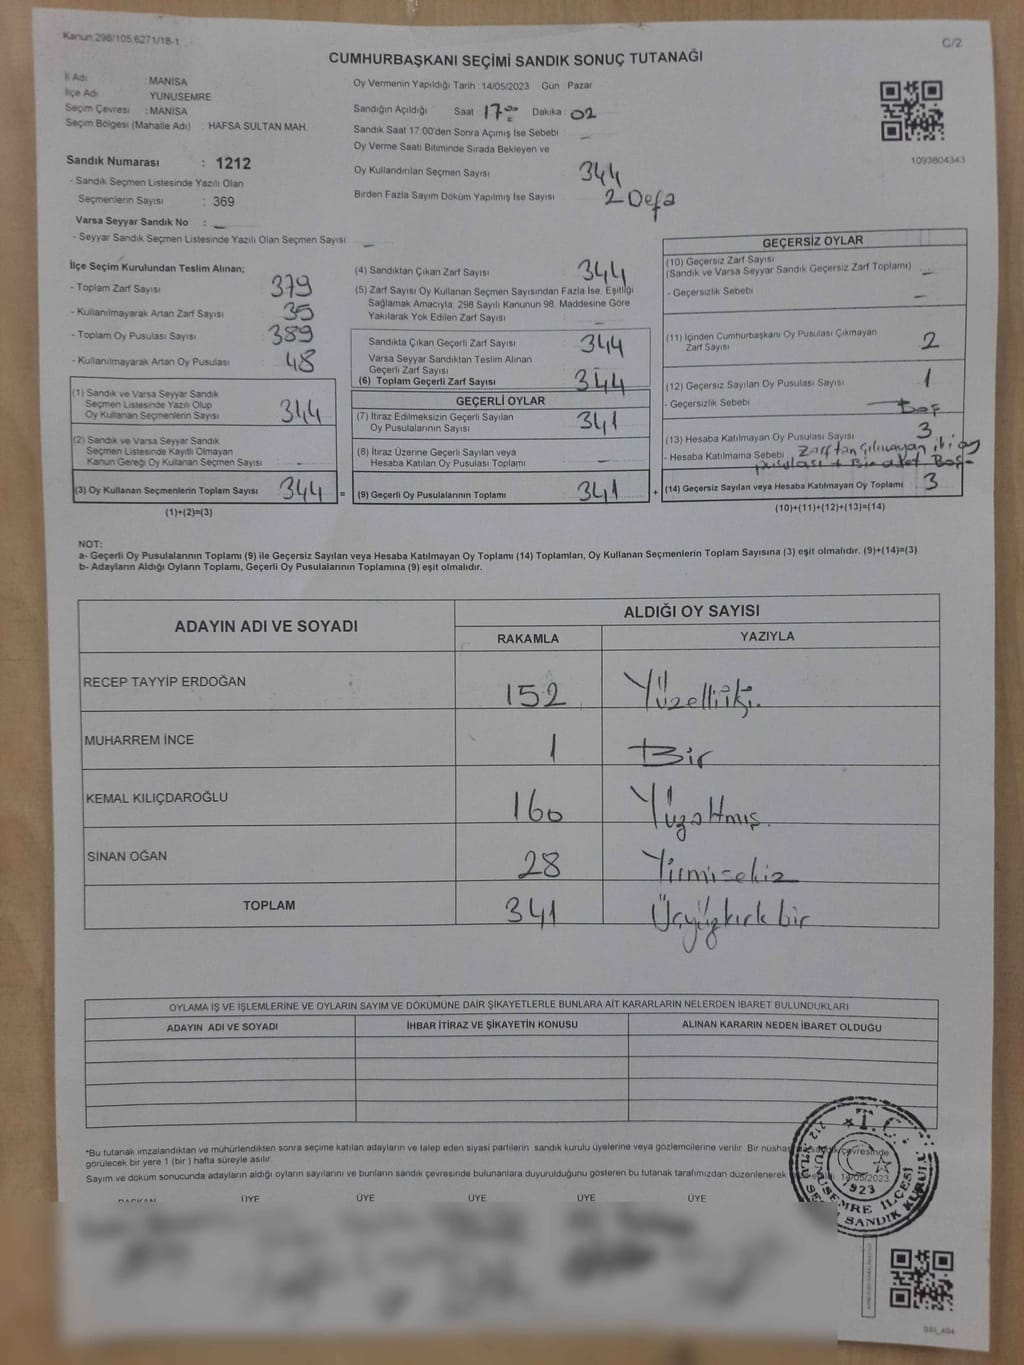 Kanun 298/105.6271/18-1
C/2
CUMHURBAŞKANI SEÇİMİ SANDIK SONUÇ TUTANAĞI
İl Adı MANİSA
İlçe Adı YUNUSEMRE
Seçim Çevresi : MANİSA
Seçim Bölgesi (Mahalle Adı) : HAFSA SULTAN MAH.
Sandık Numarası : 1212
- Sandık Seçmen Listesinde Yazılı Olan
Seçmenlerin Sayısı : 369
Varsa Seyyar Sandık No : -
- Seyyar Sandık Seçmen Listesinde Yazılı Olan Seçmen Sayısı -
Oy Vermenin Yapıldığı Tarih : 14/05/2023 Gün Pazar
Sandığın Açıldığı Saat 17:00 Dakika 02
Sandık Saat 17:00'den Sonra Açımış İse Sebebi -
Oy Verme Saati Bitiminde Sırada Bekleyen ve
Oy Kullandırılan Seçmen Sayısı 344
Birden Fazla Sayım Döküm Yapılmış İse Sayısı 2 Defa
1093804343
İlçe Seçim Kurulundan Teslim Alınan;
- Toplam Zarf Sayısı 379
- Kullanılmayarak Artan Zarf Sayısı 35
- Toplam Oy Pusulası Sayısı 389
- Kullanılmayarak Artan Oy Pusulası 48
(1) Sandık ve Varsa Seyyar Sandık
Seçmen Listesinde Yazılı Olup
Oy Kullanan Seçmenlerin Sayısı 344
(2) Sandık ve Varsa Seyyar Sandık
Seçmen Listesinde Kayıtlı Olmayan
Kanun Gereği Oy Kullanan Seçmen Sayısı -
(3) Oy Kullanan Seçmenlerin Toplam Sayısı 344 =
(1)+(2)=(3)
(4) Sandıktan Çıkan Zarf Sayısı 344
(5) Zarf Sayısı Oy Kullanan Seçmen Sayısından Fazla İse, Eşitliği
Sağlamak Amacıyla; 298 Sayılı Kanunun 98. Maddesine Göre
Yakılarak Yok Edilen Zarf Sayısı -
Sandıkta Çıkan Geçerli Zarf Sayısı 344
Varsa Seyyar Sandıktan Teslim Alınan
Geçerli Zarf Sayısı -
(6) Toplam Geçerli Zarf Sayısı 344
GEÇERLİ OYLAR
(7) İtiraz Edilmeksizin Geçerli Sayılan
Oy Pusulalarının Sayısı 341
(8) İtiraz Üzerine Geçerli Sayılan veya
Hesaba Katılan Oy Pusulası Toplamı -
(9) Geçerli Oy Pusulalarının Toplamı 341 +
GEÇERSİZ OYLAR
(10) Geçersiz Zarf Sayısı
(Sandık ve Varsa Seyyar Sandık Geçersiz Zarf Toplamı) -
- Geçersizlik Sebebi -
(11) İçinden Cumhurbaşkanı Oy Pusulası Çıkmayan
Zarf Sayısı 2
(12) Geçersiz Sayılan Oy Pusulası Sayısı 1
- Geçersizlik Sebebi Boş
(13) Hesaba Katılmayan Oy Pusulası Sayısı 3
- Hesaba Katılmama Sebebi Zarftan Çılmayan iki oy
pusulası + Bir adet Boş
(14) Geçersiz Sayılan veya Hesaba Katılmayan Oy Toplamı 3
(10)+(11)+(12)+(13)=(14)
NOT:
a- Geçerli Oy Pusulalarının Toplamı (9) ile Geçersiz Sayılan veya Hesaba Katılmayan Oy Toplamı (14) Toplamları, Oy Kullanan Seçmenlerin Toplam Sayısına (3) eşit olmalıdır. (9)+(14)=(3)
b- Adayların Aldığı Oyların Toplamı, Geçerli Oy Pusulalarının Toplamına (9) eşit olmalıdır.
ADAYIN ADI VE SOYADI
ALDIĞI OY SAYISI
RAKAMLA YAZIYLA
RECEP TAYYİP ERDOĞAN 152 Yüzelliiki.
MUHARREM İNCE 1 Bir
KEMAL KILIÇDAROĞLU 160 Yüzatmış.
SİNAN OĞAN 28 Yirmisekiz
TOPLAM 341 Üçyüzkırk bir
OYLAMA İŞ VE İŞLEMLERİNE VE OYLARIN SAYIM VE DÖKÜMÜNE DAİR ŞİKAYETLERLE BUNLARA AİT KARARLARIN NELERDEN İBARET BULUNDUKLARI
ADAYIN ADI VE SOYADI İHBAR İTİRAZ VE ŞİKAYETİN KONUSU ALINAN KARARIN NEDEN İBARET OLDUĞU
*Bu tutanak imzalandıktan ve mühürlendikten sonra seçime katılan adayların ve talep eden siyasi partilerin sandık kurulu üyelerine veya gözlemcilerine verilir. Bir nüshası sandık çevresinde
görülecek bir yere 1 (bir) hafta süreyle asılır.
Sayım ve döküm sonucunda adayların aldığı oyların sayılarını ve bunların sandık çevresinde bulunanlara duyurulduğunu gösteren bu tutanak tarafımızdan düzenlenerek 14/05/2023
BAŞKAN ÜYE ÜYE ÜYE ÜYE ÜYE
T.C.
YUNUSEMRE İLÇESİ
1923
SANDIK KURULU